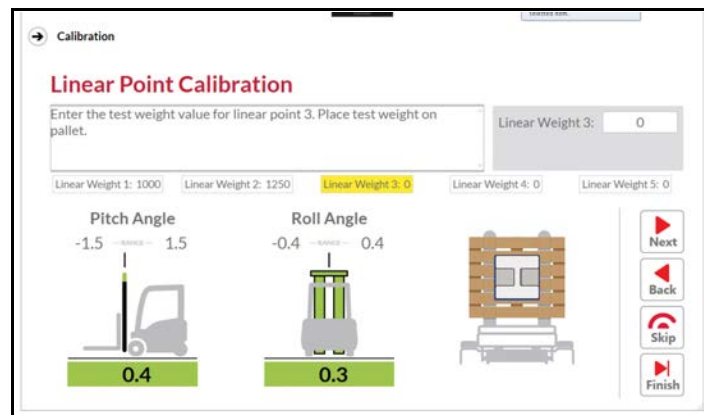 Calibration
Linear Point Calibration
Enter the test weight value for linear point 3. Place test weight on
pallet.
Linear Weight 3: 0
Linear Weight 1: 1000 Linear Weight 2: 1250 Linear Weight 3: 0 Linear Weight 4: 0 Linear Weight 5: 0
Pitch Angle Roll Angle
-1.5 RANGE 1.5 -0.4 RANGE 0.4
Next
Back
Skip
0.4 0.3
Finish